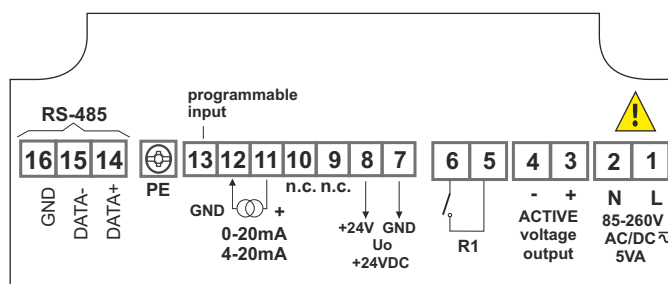 programmable
input
RS-485
16 15 14
PE
13 12 11 10 9 8 7
6 5
4 3
2 1
GND
DATA-
DATA+
n.c. n.c.
GND +
0-20mA
4-20mA
+24V GND
Uo
+24VDC
R1
- +
ACTIVE
voltage
output
N L
85-260V
AC/DC
5VA
!